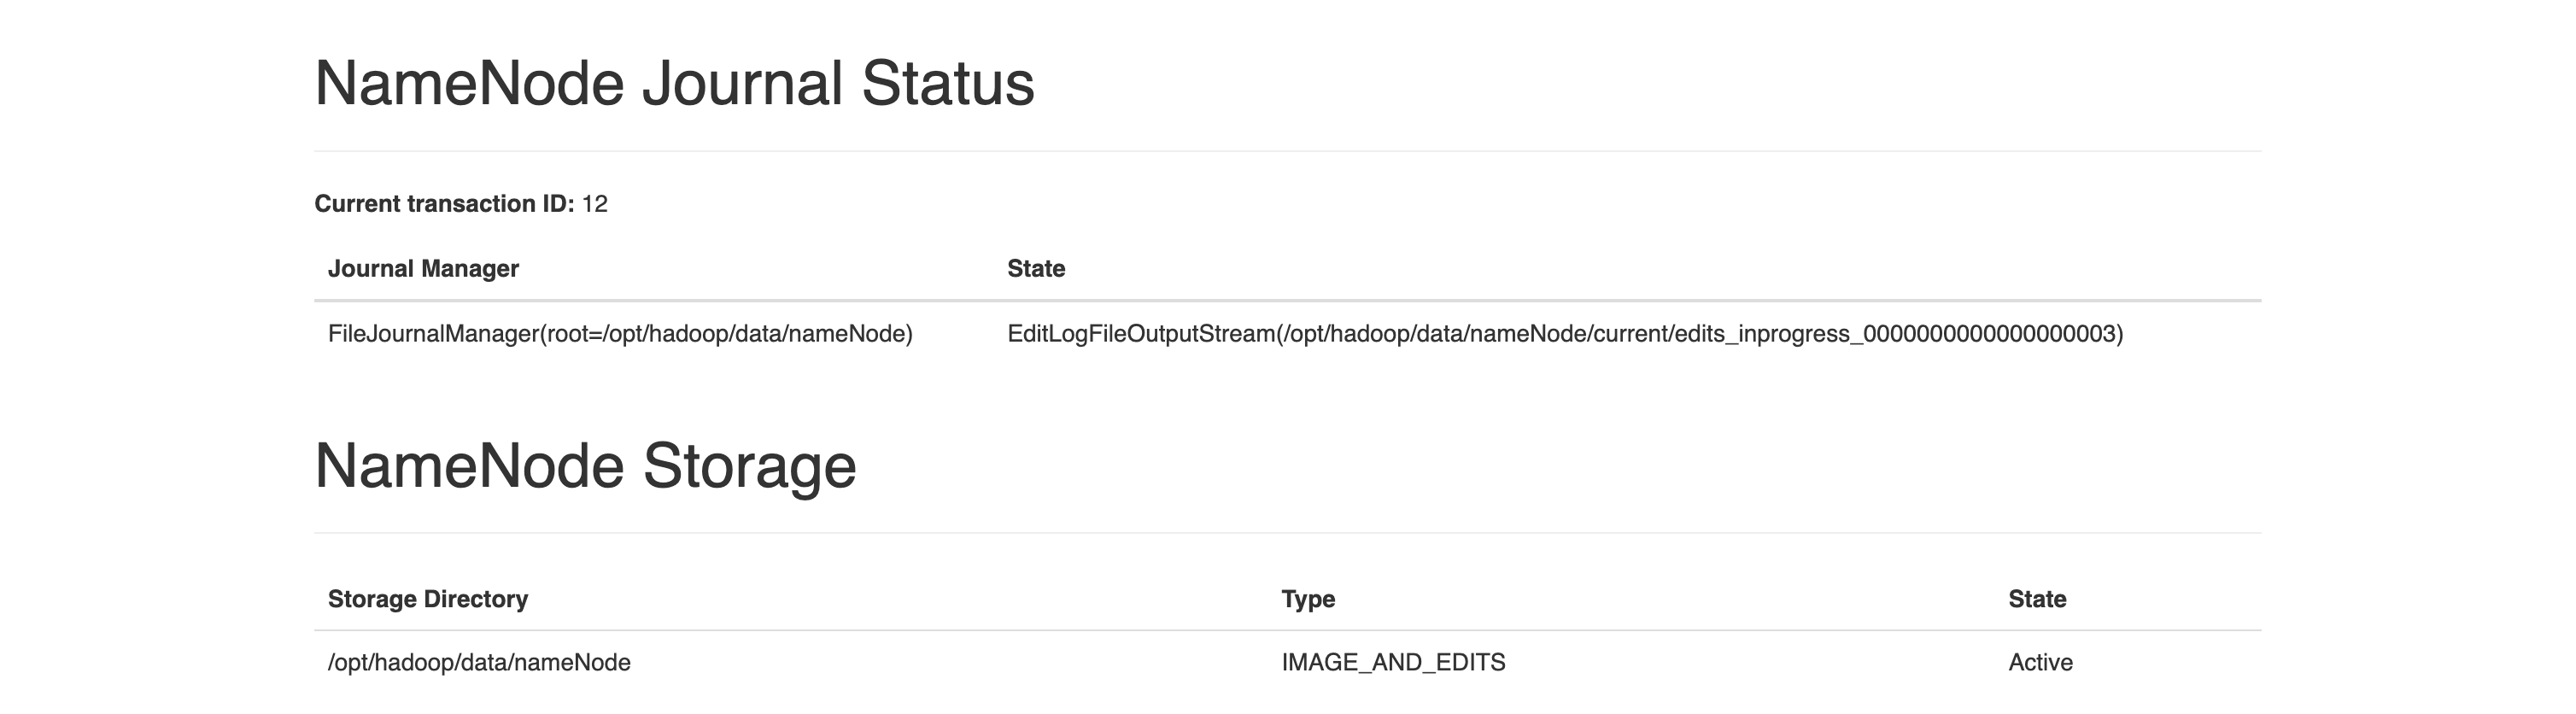 NameNode Journal Status
Current transaction ID: 12
Journal Manager State
FileJournalManager(root=/opt/hadoop/data/nameNode) EditLogFileOutputStream(/opt/hadoop/data/nameNode/current/edits_inprogress_0000000000000000003)
NameNode Storage
Storage Directory Type State
/opt/hadoop/data/nameNode IMAGE_AND_EDITS Active